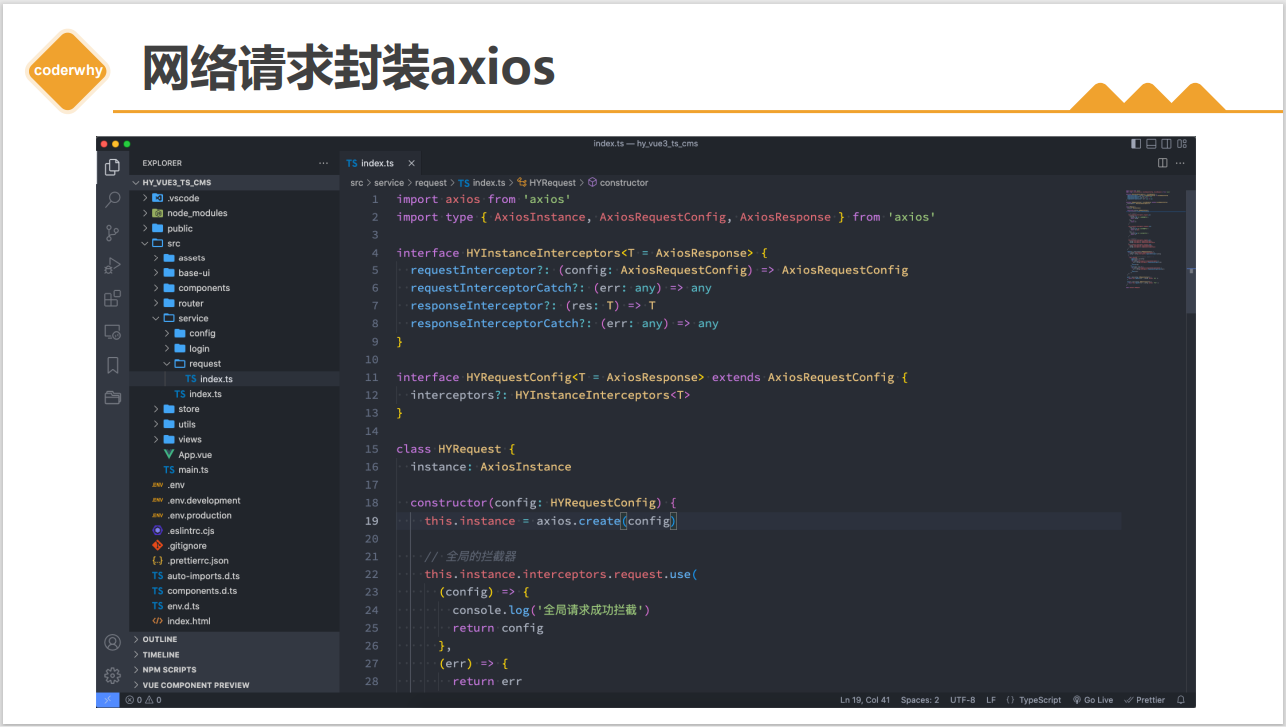 coderwhy
网络请求封装axios
index.ts — hy_vue3_ts_cms
EXPLORER
HY_VUE3_TS_CMS
.vscode
node_modules
public
src
assets
base-ui
components
router
service
config
login
request
TS index.ts
TS index.ts
store
utils
views
App.vue
TS main.ts
.env
.env.development
.env.production
.eslintrc.cjs
.gitignore
{..} .prettierrc.json
TS auto-imports.d.ts
TS components.d.ts
TS env.d.ts
<> index.html
OUTLINE
TIMELINE
NPM SCRIPTS
VUE COMPONENT PREVIEW
TS index.ts ×
src > service > request > TS index.ts > HYRequest > constructor
1 import axios from 'axios'
2 import type { AxiosInstance, AxiosRequestConfig, AxiosResponse } from 'axios'
3
4 interface HYInstanceInterceptors<T = AxiosResponse> {
5 requestInterceptor?: (config: AxiosRequestConfig) => AxiosRequestConfig
6 requestInterceptorCatch?: (err: any) => any
7 responseInterceptor?: (res: T) => T
8 responseInterceptorCatch?: (err: any) => any
9 }
10
11 interface HYRequestConfig<T = AxiosResponse> extends AxiosRequestConfig {
12 interceptors?: HYInstanceInterceptors<T>
13 }
14
15 class HYRequest {
16 instance: AxiosInstance
17
18 constructor(config: HYRequestConfig) {
19 this.instance = axios.create(config)
20
21 // 全局的拦截器
22 this.instance.interceptors.request.use(
23 (config) => {
24 console.log('全局请求成功拦截')
25 return config
26 },
27 (err) => {
28 return err
0 0
Ln 19, Col 41 Spaces: 2 UTF-8 LF {} TypeScript Go Live Prettier